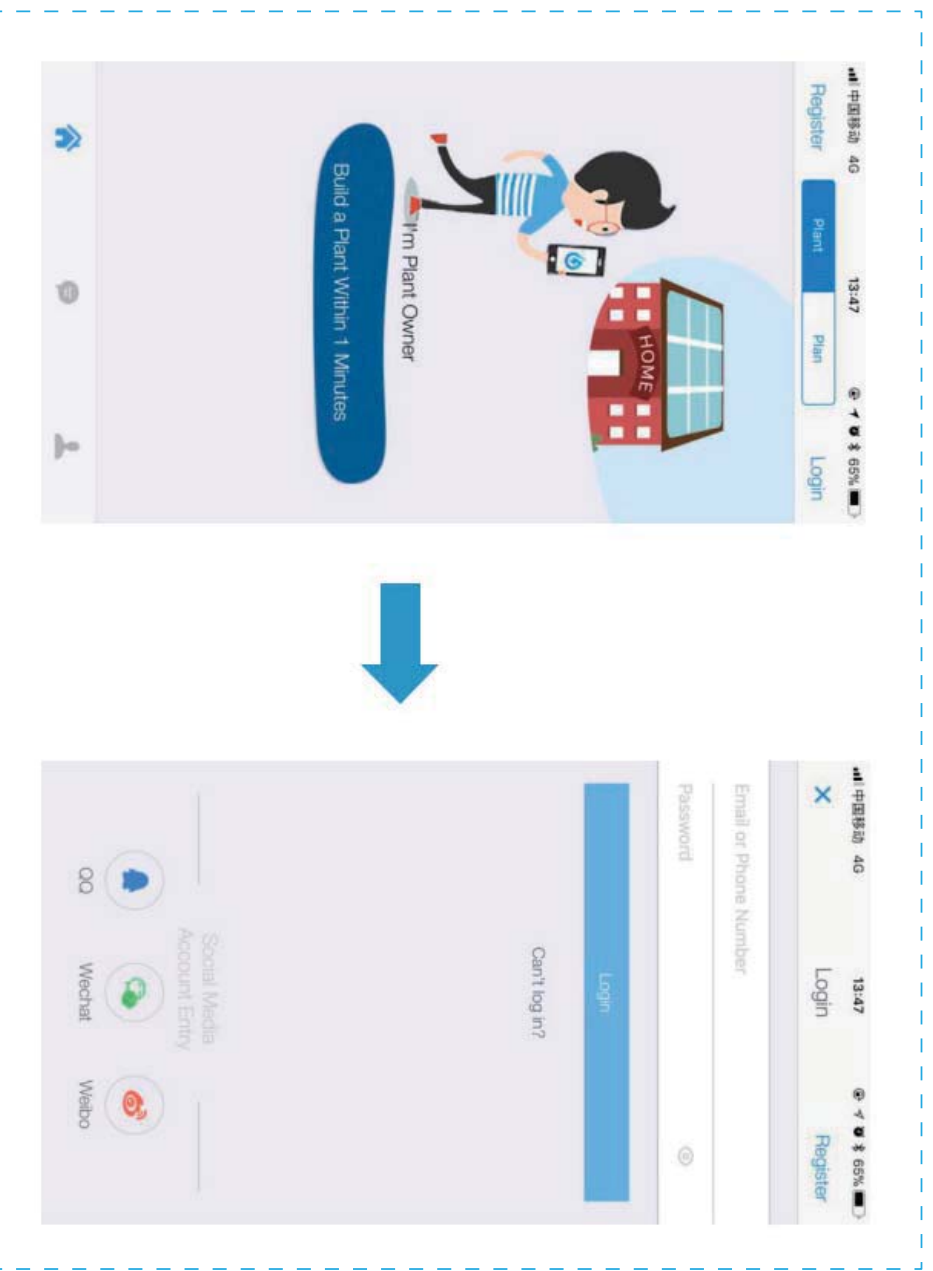 中国移动 4G 13:47 65%
Register Plant Plan Login
HOME
I'm Plant Owner
Build a Plant Within 1 Minutes
中国移动 4G 13:47 65%
Login Register
Email or Phone Number
Password
Login
Can't log in?
Social Media
Account Entry
QQ Wechat Weibo